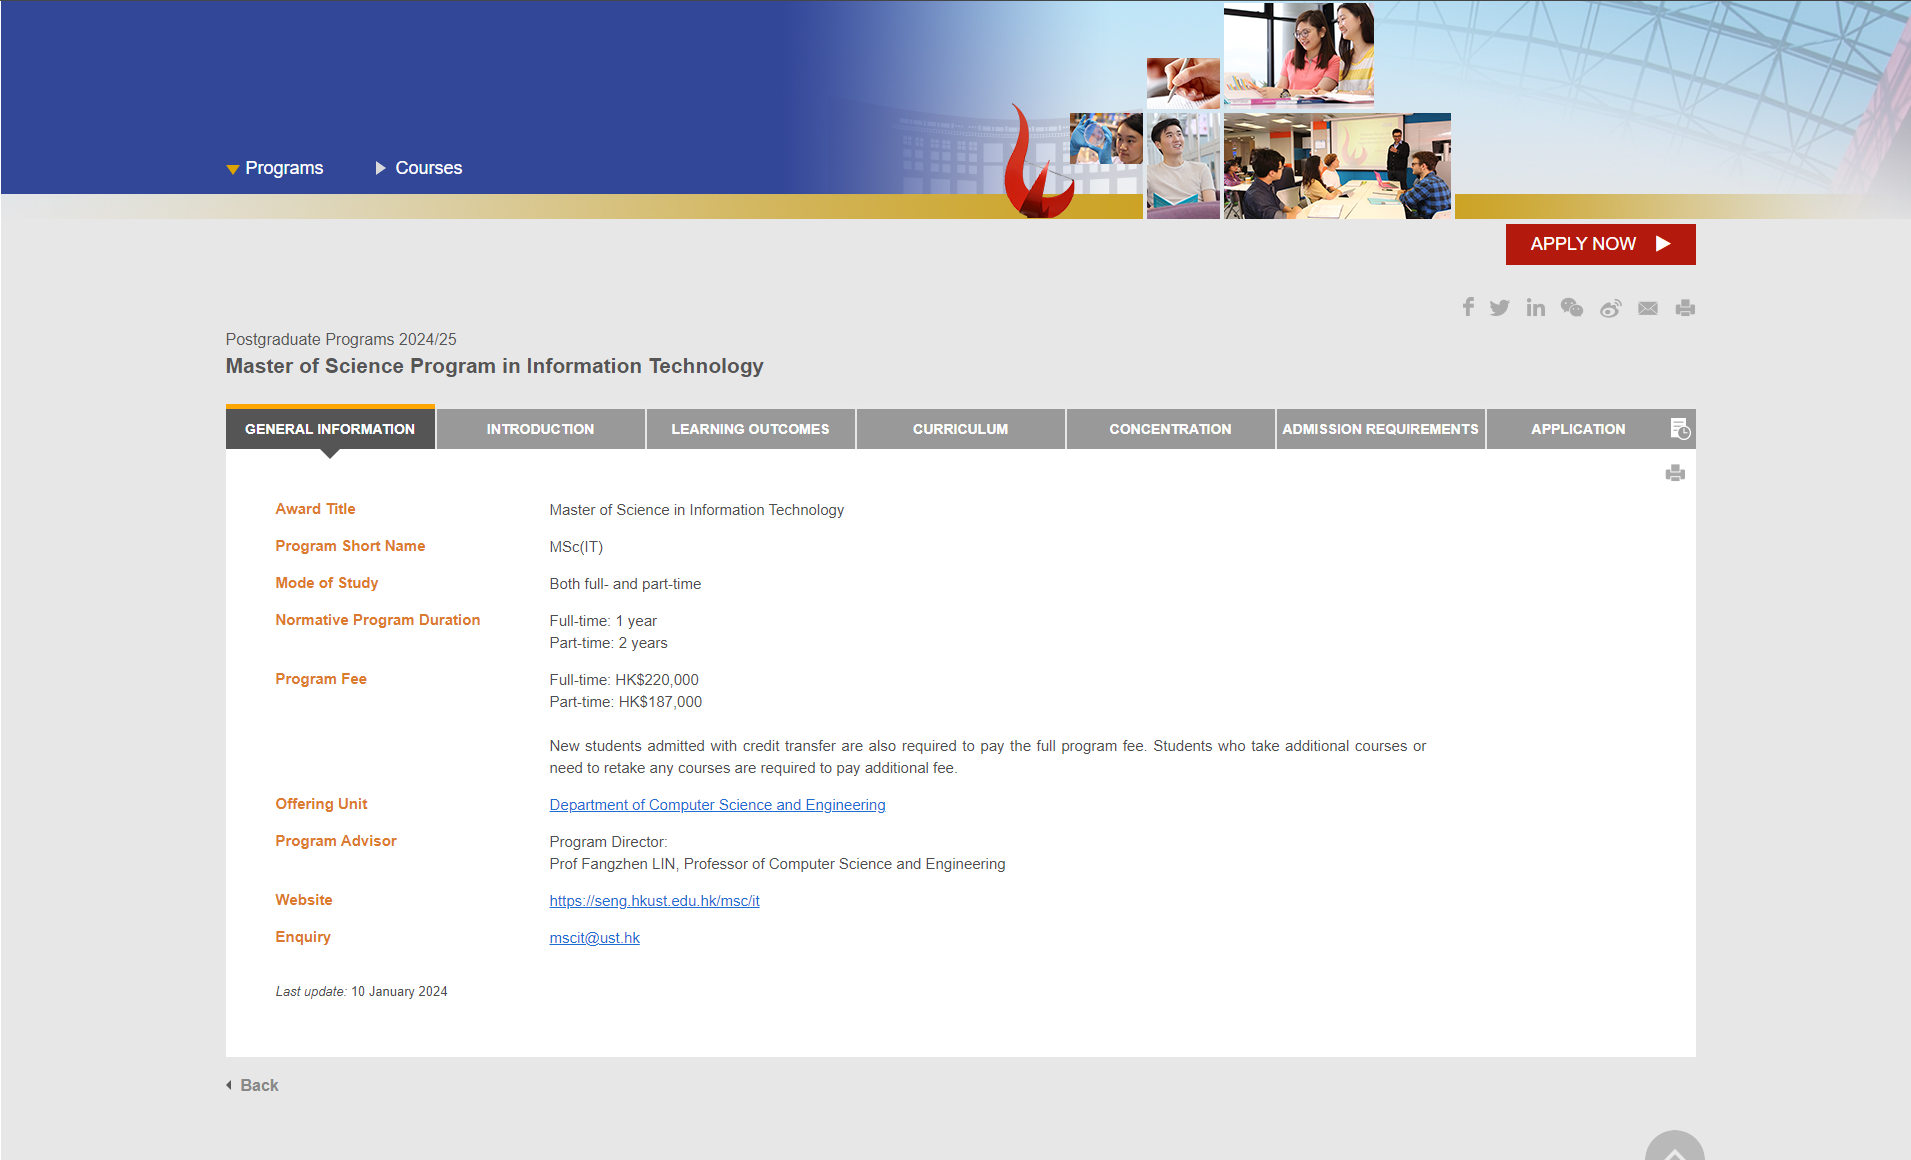 Programs
Courses
APPLY NOW
Postgraduate Programs 2024/25
Master of Science Program in Information Technology
GENERAL INFORMATION
INTRODUCTION
LEARNING OUTCOMES
CURRICULUM
CONCENTRATION
ADMISSION REQUIREMENTS
APPLICATION
Award Title
Master of Science in Information Technology
Program Short Name
MSc(IT)
Mode of Study
Both full- and part-time
Normative Program Duration
Full-time: 1 year
Part-time: 2 years
Program Fee
Full-time: HK$220,000
Part-time: HK$187,000
New students admitted with credit transfer are also required to pay the full program fee. Students who take additional courses or
need to retake any courses are required to pay additional fee.
Offering Unit
Department of Computer Science and Engineering
Program Advisor
Program Director:
Prof Fangzhen LIN, Professor of Computer Science and Engineering
Website
https://seng.hkust.edu.hk/msc/it
Enquiry
mscit@ust.hk
Last update: 10 January 2024
Back